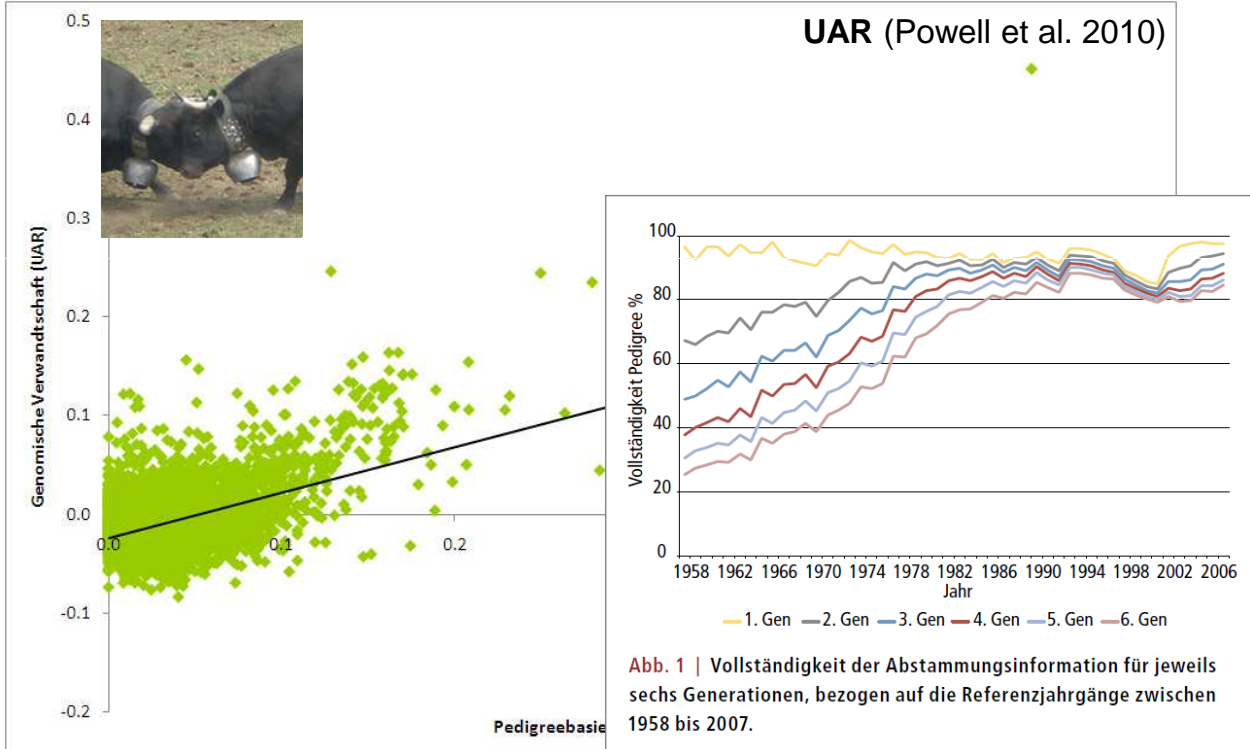 UAR (Powell et al. 2010)
Genomische Verwandtschaft (UAR)
0.5
0.4
0.3
0.2
0.1
0.0
-0.1
-0.2
0.0
0.1
0.2
Pedigreebasie
Vollständigkeit Pedigree %
100
80
60
40
20
0
1958 1962 1966 1970 1974 1978 1982 1986 1990 1994 1998 2002 2006
Jahr
1. Gen 2. Gen 3. Gen 4. Gen 5. Gen 6. Gen
Abb. 1 | Vollständigkeit der Abstammungsinformation für jeweils
sechs Generationen, bezogen auf die Referenzjahrgänge zwischen
1958 bis 2007.